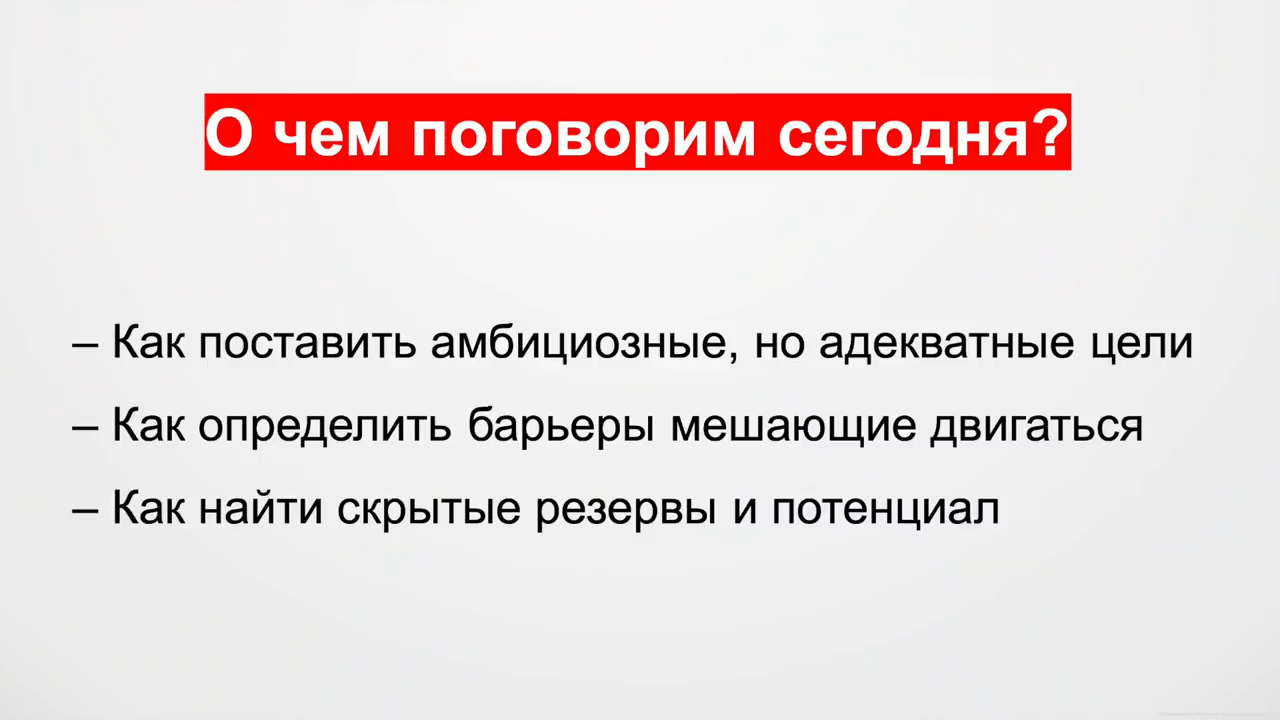 О чем поговорим сегодня?
– Как поставить амбициозные, но адекватные цели
– Как определить барьеры мешающие двигаться
– Как найти скрытые резервы и потенциал